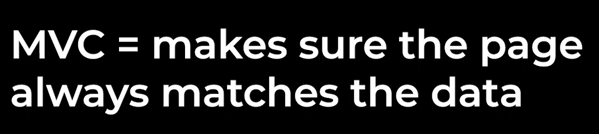 MVC = makes sure the page
always matches the data